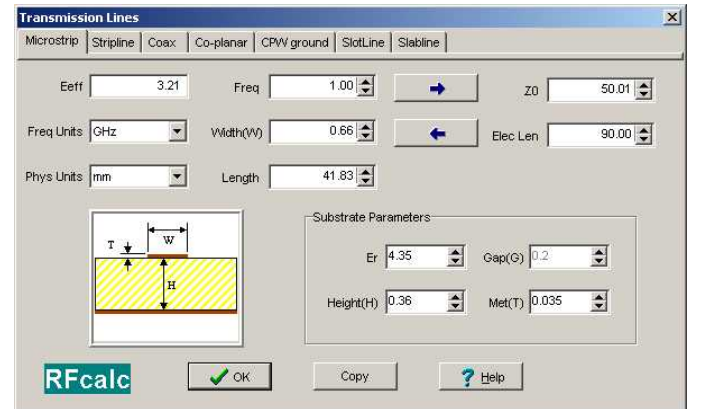 Transmission Lines
Microstrip Stripline Coax Co-planar CPW ground SlotLine Slabline
Eeff 3.21 Freq 1.00 Z0 50.01
Freq Units GHz Width(W) 0.66 Elec Len 90.00
Phys Units mm Length 41.83
Substrate Parameters
T W
H
Er 4.35 Gap(G) 0.2
Height(H) 0.36 Met(T) 0.035
RFcalc OK Copy ? Help